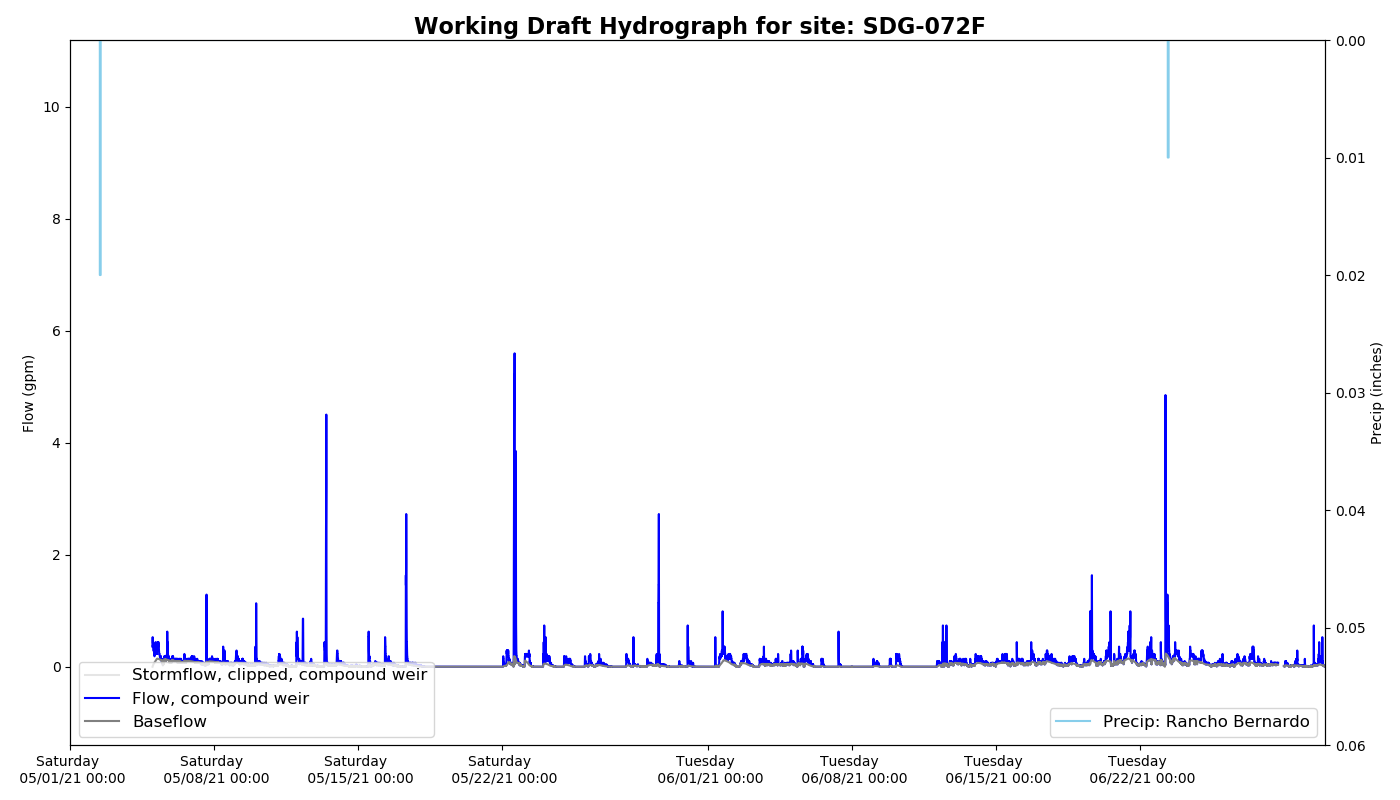 Working Draft Hydrograph for site: SDG-072F
10
8
6
4
2
0
Flow (gpm)
0.00
0.01
0.02
0.03
0.04
0.05
0.06
Precip (inches)
Stormflow, clipped, compound weir
Flow, compound weir
Baseflow
Precip: Rancho Bernardo
Saturday
05/01/21 00:00
Saturday
05/08/21 00:00
Saturday
05/15/21 00:00
Saturday
05/22/21 00:00
Tuesday
06/01/21 00:00
Tuesday
06/08/21 00:00
Tuesday
06/15/21 00:00
Tuesday
06/22/21 00:00